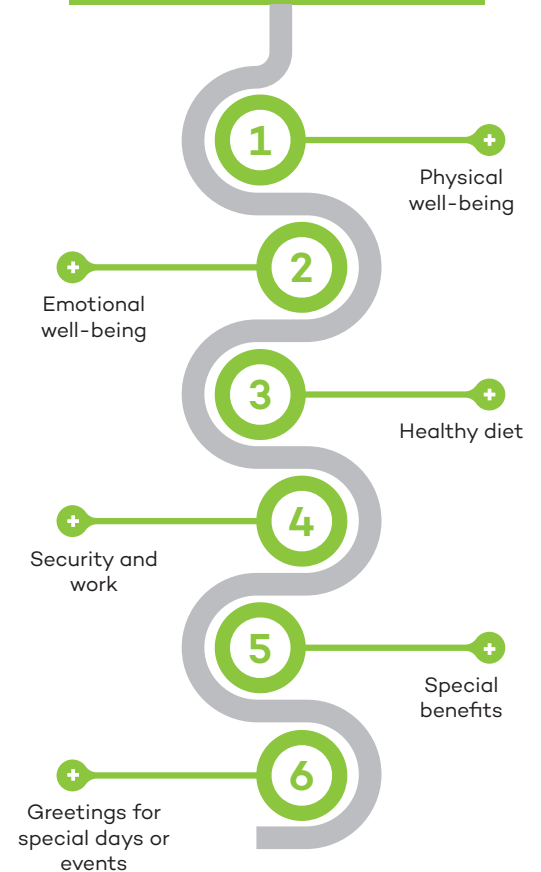 1
Physical
well-being
2
Emotional
well-being
3
Healthy diet
4
Security and
work
5
Special
benefits
6
Greetings for
special days or
events